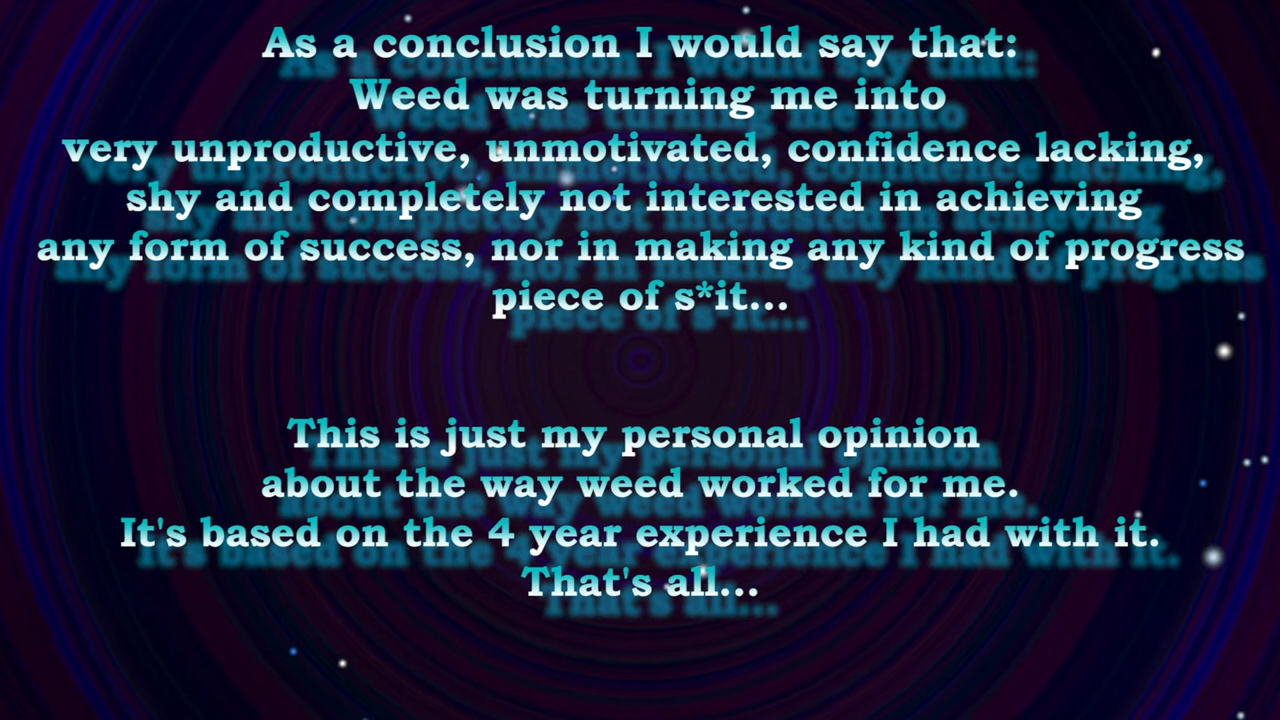 As a conclusion I would say that:
Weed was turning me into
very unproductive, unmotivated, confidence lacking,
shy and completely not interested in achieving
any form of success, nor in making any kind of progress
piece of s*it...
This is just my personal opinion
about the way weed worked for me.
It's based on the 4 year experience I had with it.
That's all...